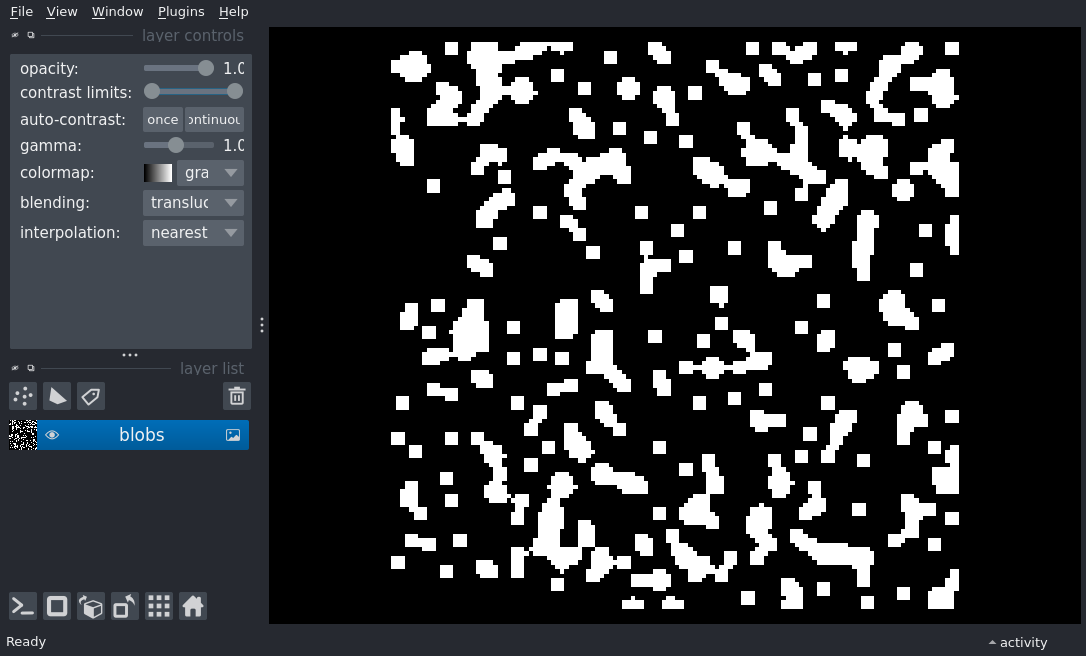 File View Window Plugins Help
layer controls
opacity: 1.0
contrast limits:
auto-contrast: once ontinuou
gamma: 1.0
colormap: gra
blending: transluc
interpolation: nearest
layer list
blobs
Ready
activity